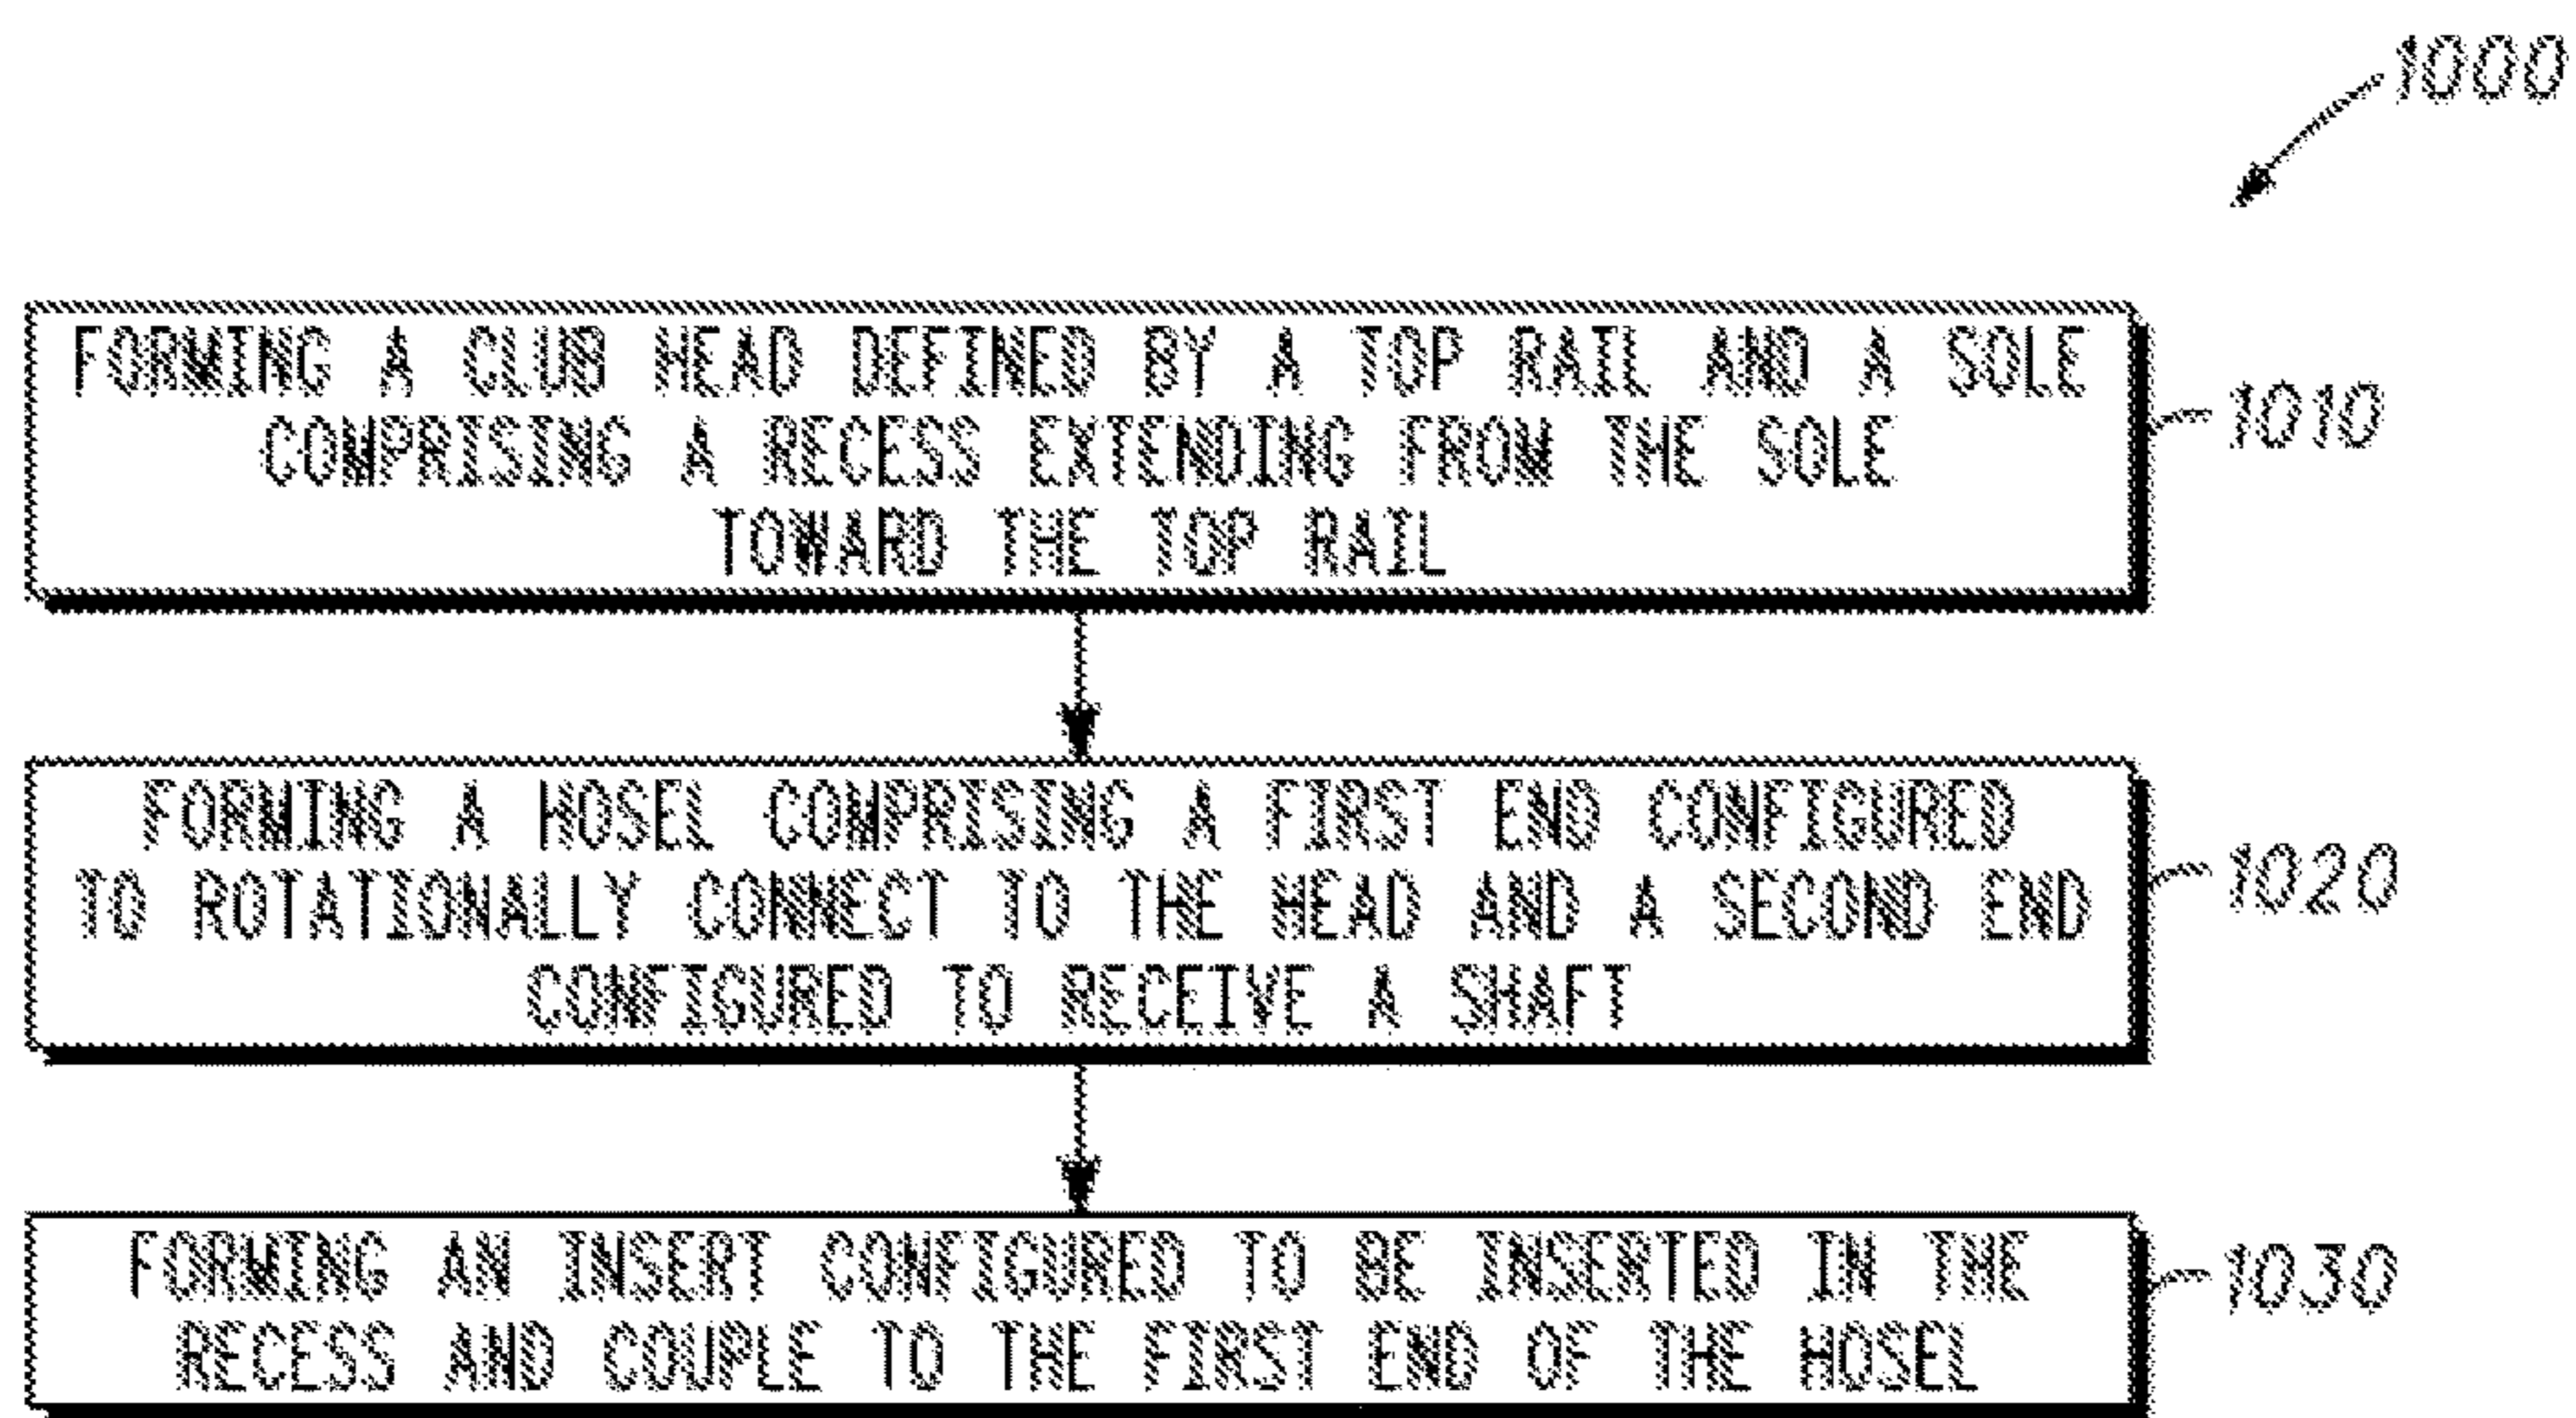 1000
FORMING A CLUB HEAD DEFINED BY A TOP RAIL AND A SOLE
COMPRISING A RECESS EXTENDING FROM THE SOLE
TOWARD THE TOP RAIL
1010
FORMING A HOSEL COMPRISING A FIRST END CONFIGURED
TO ROTATIONALLY CONNECT TO THE HEAD AND A SECOND END
CONFIGURED TO RECEIVE A SHAFT
1020
FORMING AN INSERT CONFIGURED TO BE INSERTED IN THE
RECESS AND COUPLE TO THE FIRST END OF THE HOSEL
1030